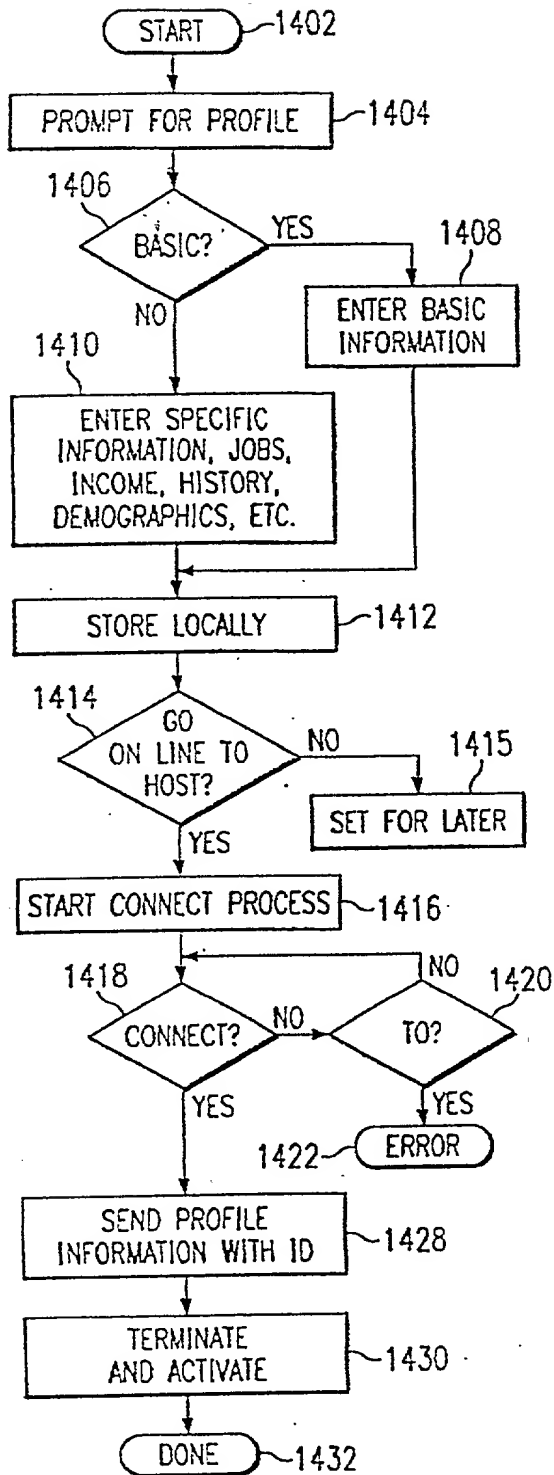 START
1402
PROMPT FOR PROFILE
1404
1406
BASIC?
YES
1408
NO
ENTER BASIC
INFORMATION
1410
ENTER SPECIFIC
INFORMATION, JOBS,
INCOME, HISTORY,
DEMOGRAPHICS, ETC.
STORE LOCALLY
1412
1414
GO
ON LINE TO
HOST?
NO
1415
SET FOR LATER
YES
START CONNECT PROCESS
1416
1418
CONNECT?
NO
NO
1420
TO?
YES
YES
1422
ERROR
SEND PROFILE
INFORMATION WITH ID
1428
TERMINATE
AND ACTIVATE
1430
DONE
1432